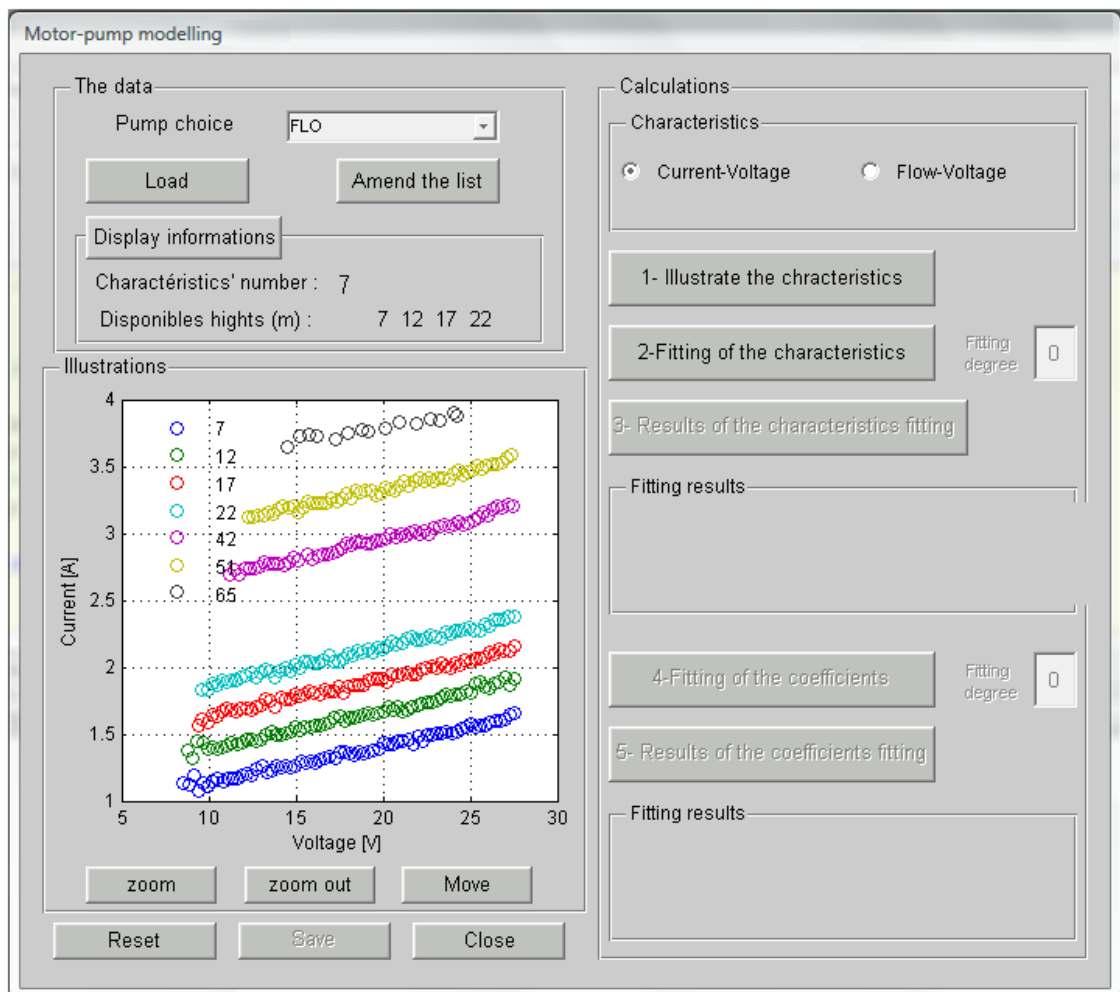 Motor-pump modelling
The data
Pump choice
FLO
Load
Amend the list
Display informations
Charactéristics' number : 7
Disponibles hights (m) : 7 12 17 22
Illustrations
4
3.5
3
2.5
2
1.5
1
Current [A]
7
12
17
22
42
51
65
5 10 15 20 25 30
Voltage [V]
zoom
zoom out
Move
Reset
Save
Close
Calculations
Characteristics
Current-Voltage
Flow-Voltage
1- Illustrate the chracteristics
2-Fitting of the characteristics
Fitting
degree
0
3- Results of the characteristics fitting
Fitting results
4-Fitting of the coefficients
Fitting
degree
0
5- Results of the coefficients fitting
Fitting results